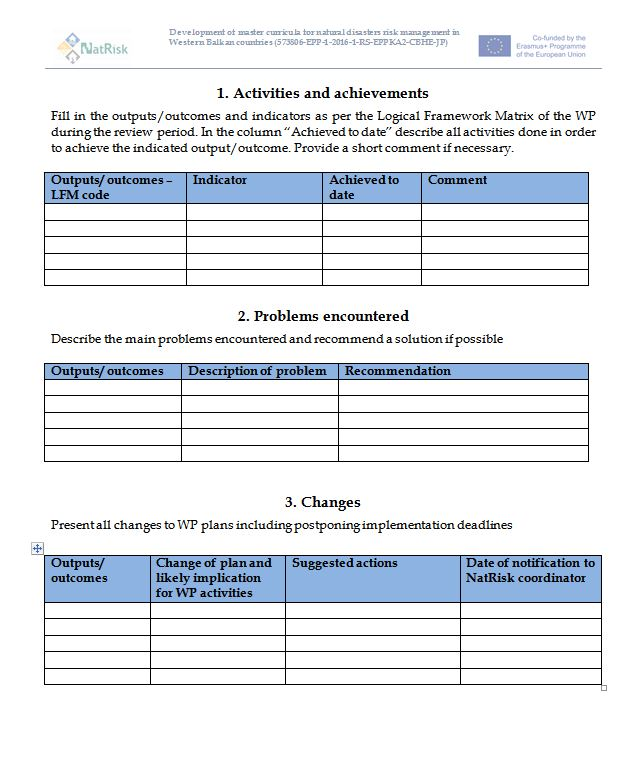 NatRisk
Development of master curricula for natural disasters risk management in
Western Balkan countries (573806-EPP-1-2016-1-RS-EPPKA2-CBHE-JP)
Co-funded by the
Erasmus+ Programme
of the European Union
1. Activities and achievements
Fill in the outputs/outcomes and indicators as per the Logical Framework Matrix of the WP
during the review period. In the column "Achieved to date" describe all activities done in order
to achieve the indicated output/outcome. Provide a short comment if necessary.
Outputs/ outcomes –
LFM code
Indicator
Achieved to
date
Comment
2. Problems encountered
Describe the main problems encountered and recommend a solution if possible
Outputs/ outcomes
Description of problem
Recommendation
3. Changes
Present all changes to WP plans including postponing implementation deadlines
Outputs/
outcomes
Change of plan and
likely implication
for WP activities
Suggested actions
Date of notification to
NatRisk coordinator